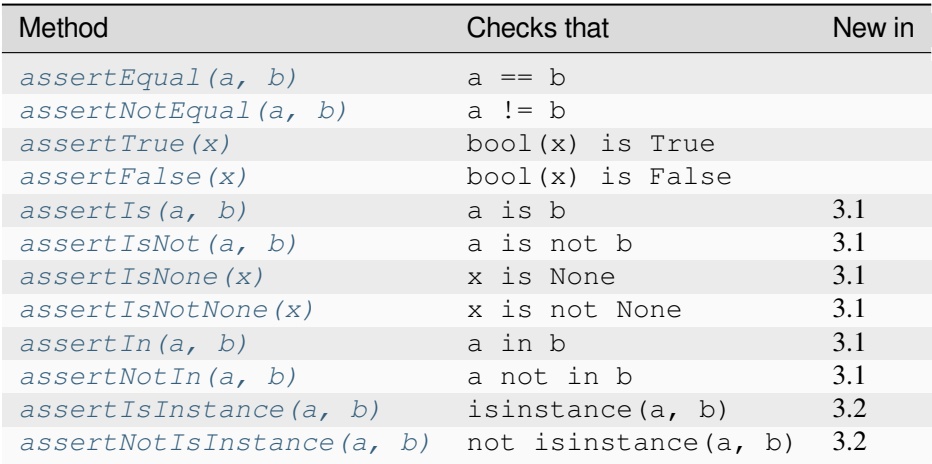 Method Checks that New in
assertEqual(a, b) a == b
assertNotEqual(a, b) a != b
assertTrue(x) bool(x) is True
assertFalse(x) bool(x) is False
assertIs(a, b) a is b 3.1
assertIsNot(a, b) a is not b 3.1
assertIsNone(x) x is None 3.1
assertIsNotNone(x) x is not None 3.1
assertIn(a, b) a in b 3.1
assertNotIn(a, b) a not in b 3.1
assertIsInstance(a, b) isinstance(a, b) 3.2
assertNotIsInstance(a, b) not isinstance(a, b) 3.2